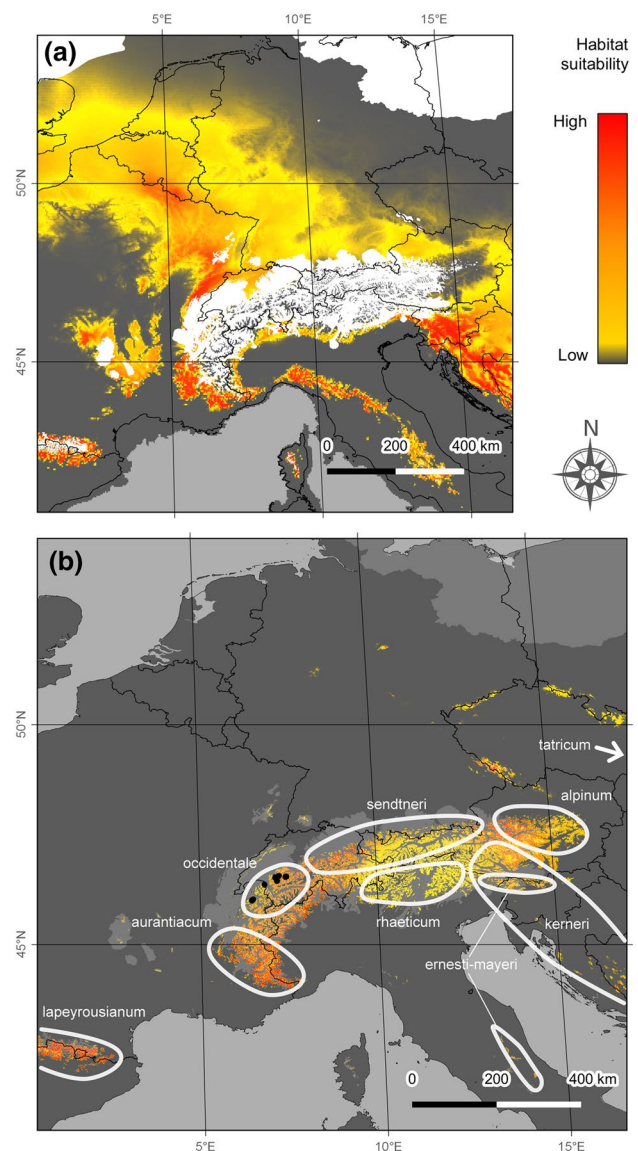 5°E
10°E
15°E
(a)
Habitat
suitability
High
Low
50°N
45°N
0
200
400 km
N
(b)
50°N
45°N
tatricum
alpinum
sendtneri
occidentale
rhaeticum
kerneri
aurantiacum
ernesti-mayeri
lapeyrousianum
0
200
400 km
5°E
10°E
15°E